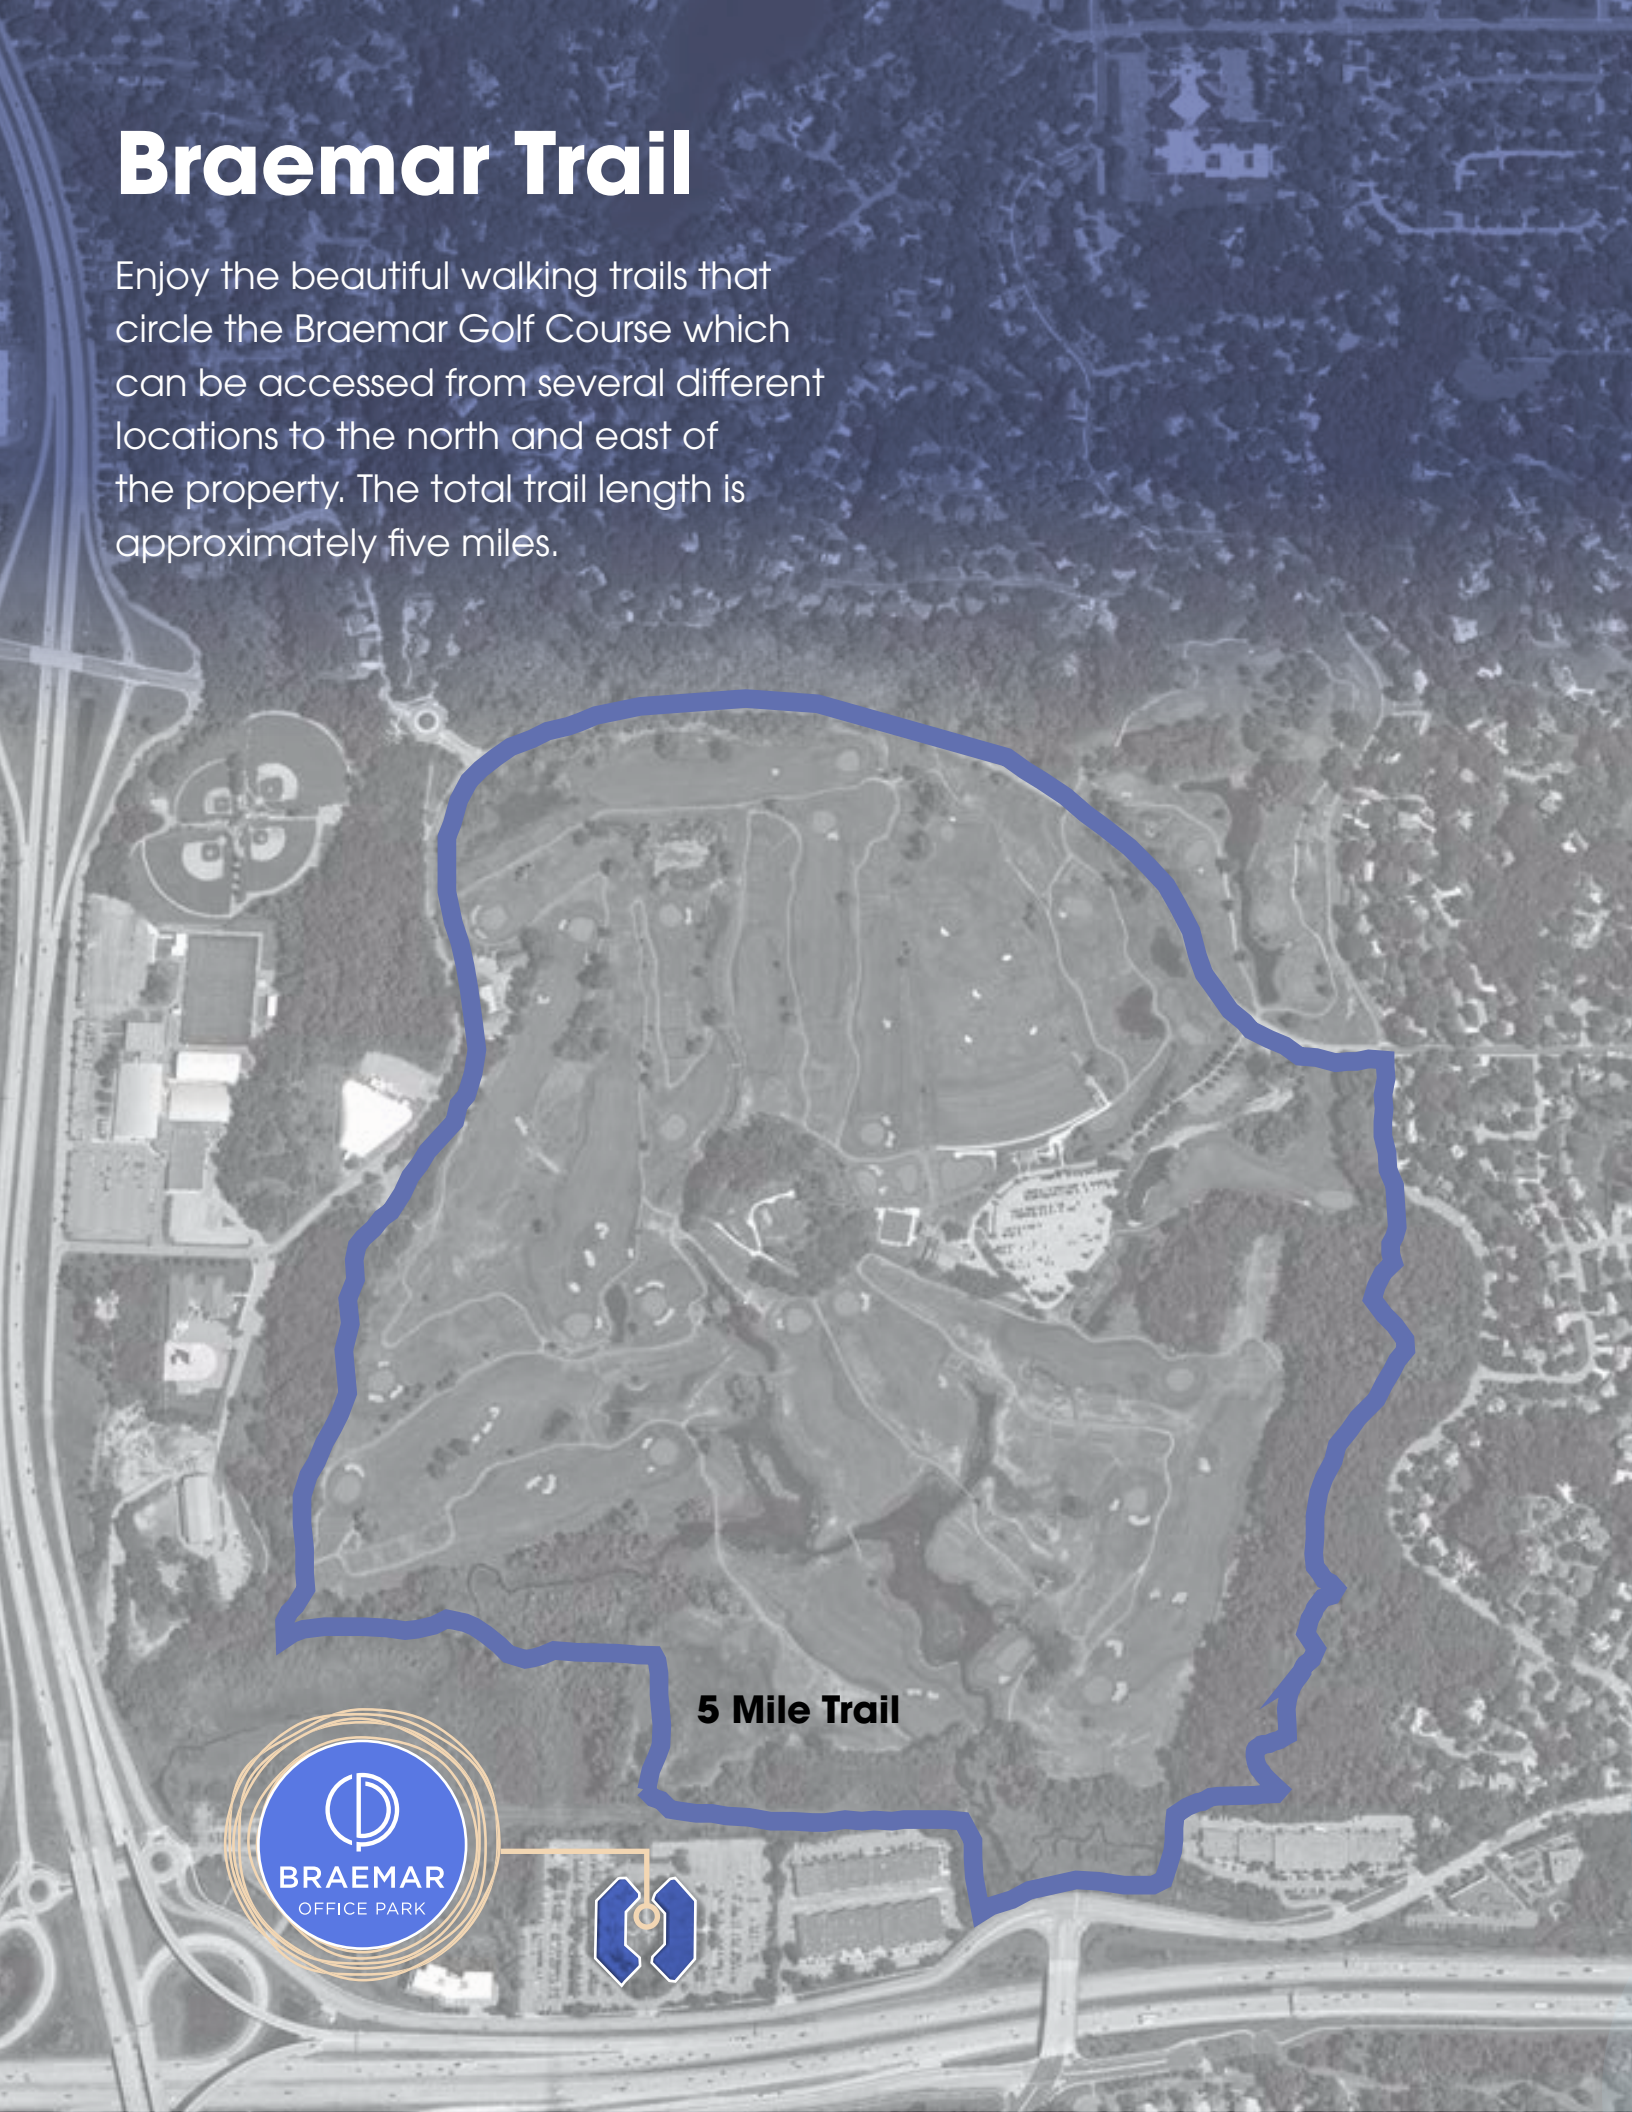 Braemar Trail
Enjoy the beautiful walking trails that
circle the Braemar Golf Course which
can be accessed from several different
locations to the north and east of
the property. The total trail length is
approximately five miles.
5 Mile Trail
BRAEMAR
OFFICE PARK